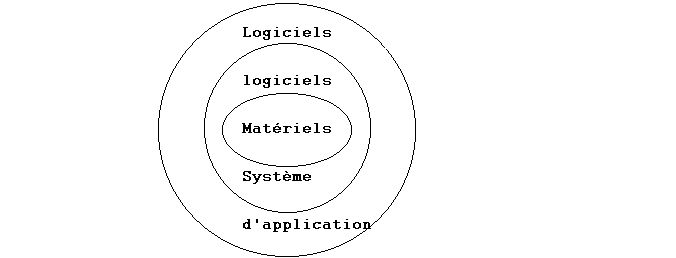 Logiciels
logiciels
Matériels
Système
d'application